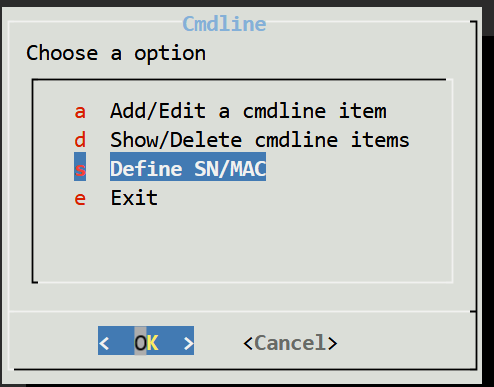 Cmdline
Choose a option
a Add/Edit a cmdline item
d Show/Delete cmdline items
s Define SN/MAC
e Exit
< OK > <Cancel>